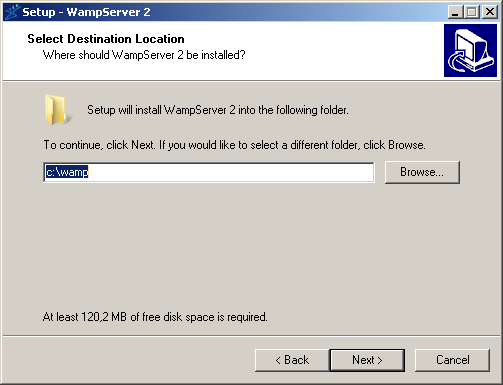 Setup - WampServer 2
Select Destination Location
Where should WampServer 2 be installed?
Setup will install WampServer 2 into the following folder.
To continue, click Next. If you would like to select a different folder, click Browse.
c:\wamp
Browse...
At least 120,2 MB of free disk space is required.
< Back
Next >
Cancel